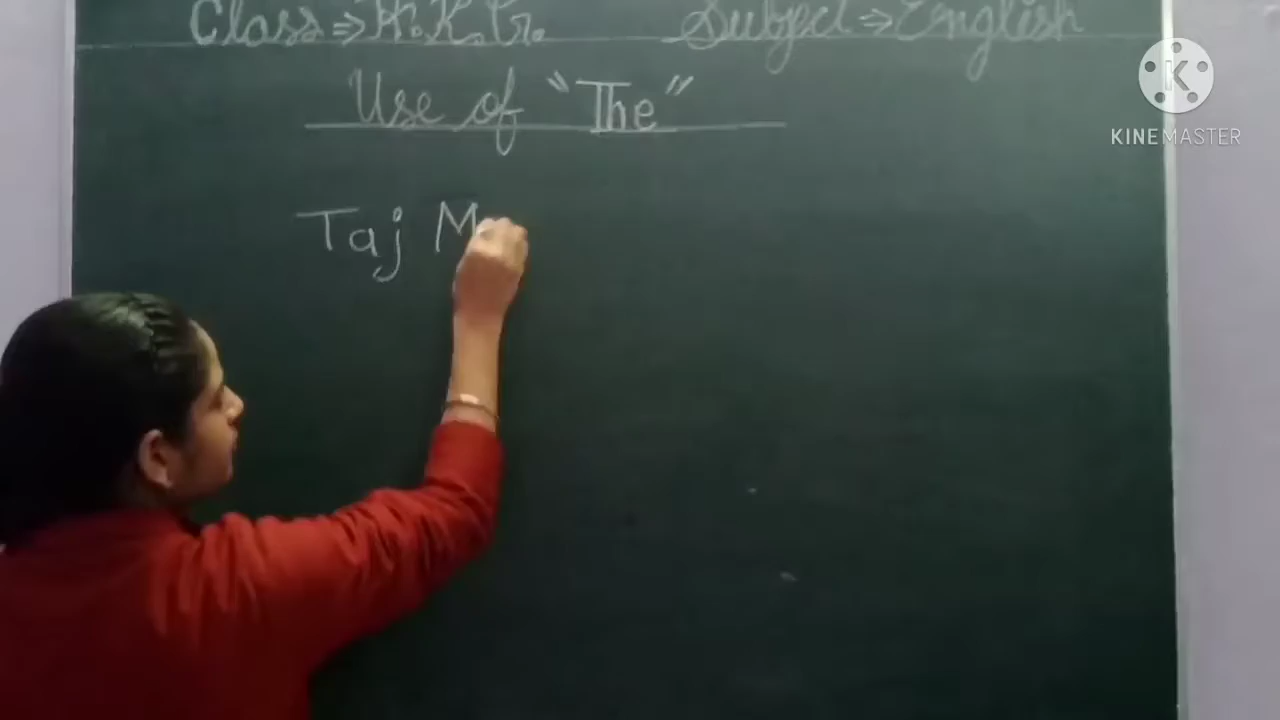 Class ⇒ H.K.G. Subject ⇒ English
Use of "The"
Taj M
KINEMASTER